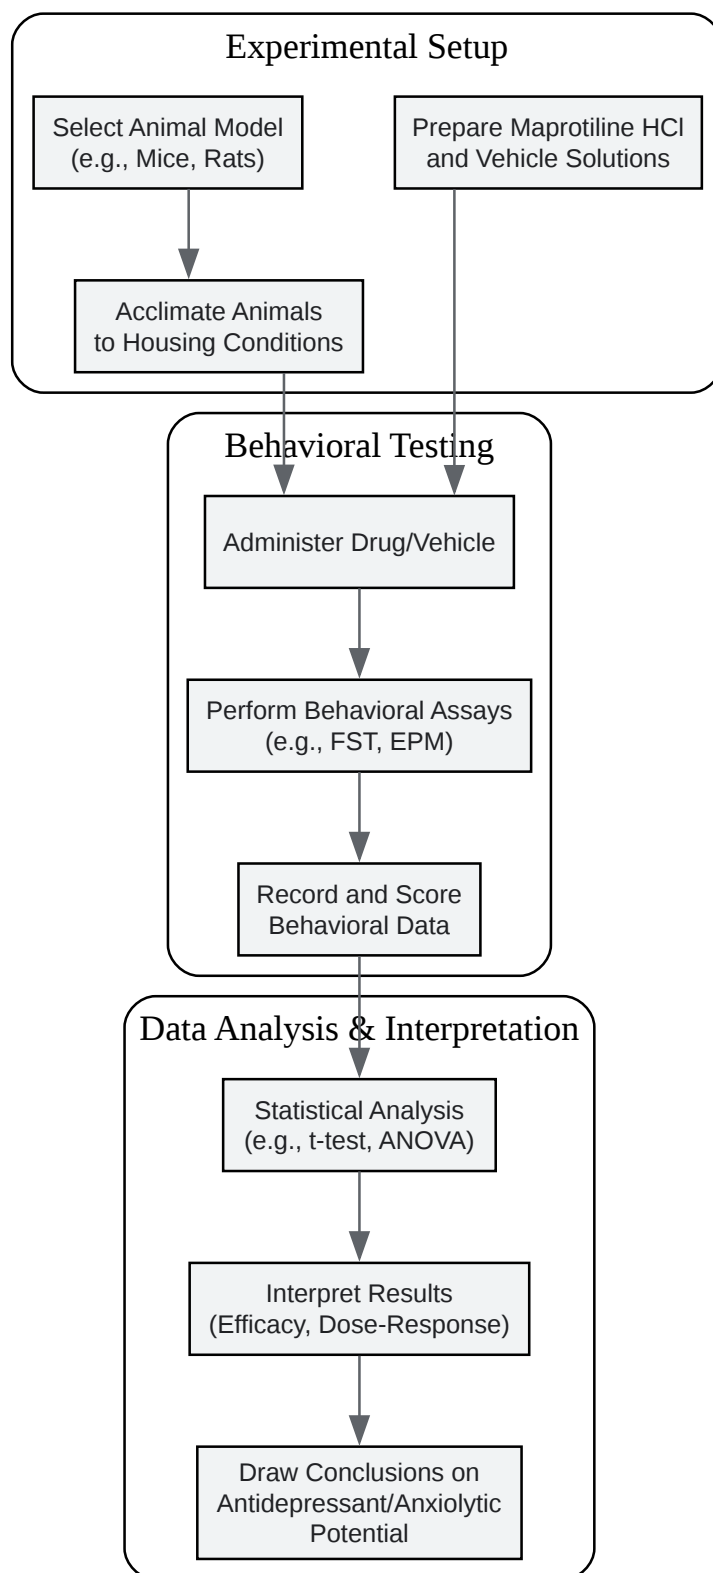 Experimental Setup
Select Animal Model
(e.g., Mice, Rats)
Prepare Maprotiline HCl
and Vehicle Solutions
Acclimate Animals
to Housing Conditions
Behavioral Testing
Administer Drug/Vehicle
Perform Behavioral Assays
(e.g., FST, EPM)
Record and Score
Behavioral Data
Data Analysis & Interpretation
Statistical Analysis
(e.g., t-test, ANOVA)
Interpret Results
(Efficacy, Dose-Response)
Draw Conclusions on
Antidepressant/Anxiolytic
Potential